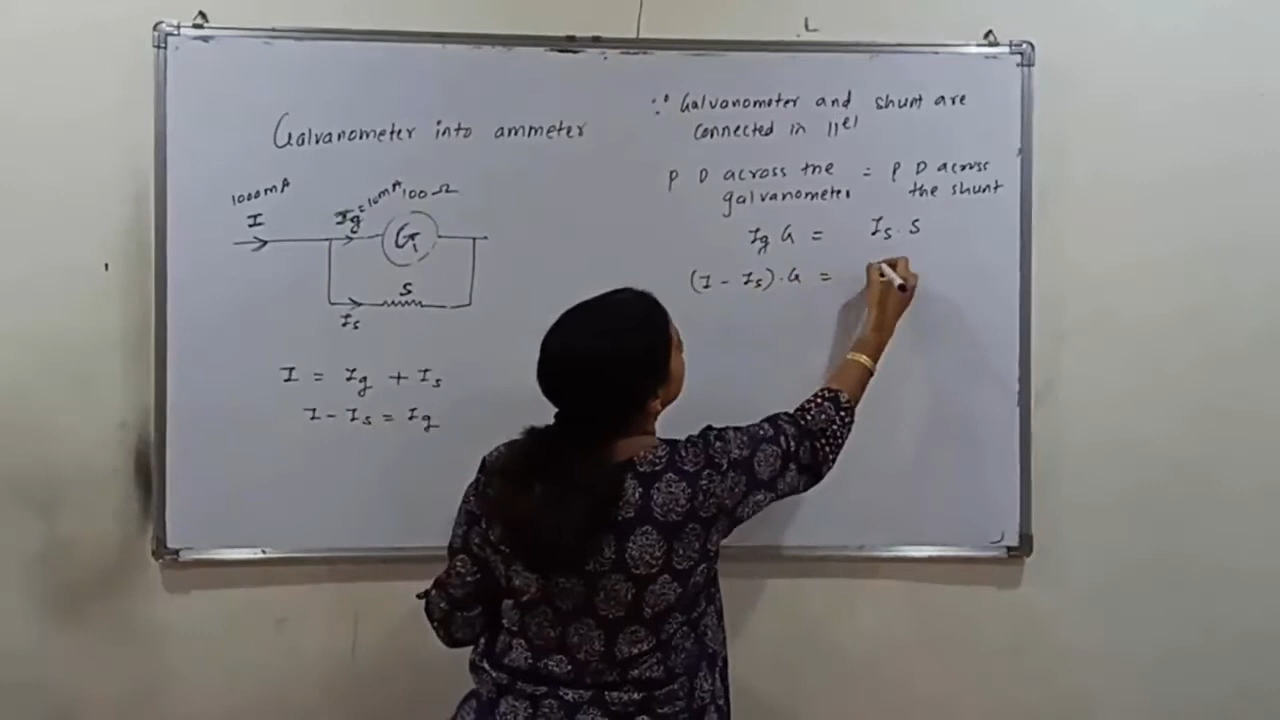 Galvanometer into ammeter
1000mA
I
Ig = 10mA 100Ω
G
S
Is
I = Ig + Is
I - Is = Ig
∵ Galvanometer and shunt are
connected in ||el
P D across the = P D across
galvanometer the shunt
Ig G = Is . S
(I - Is) . G =